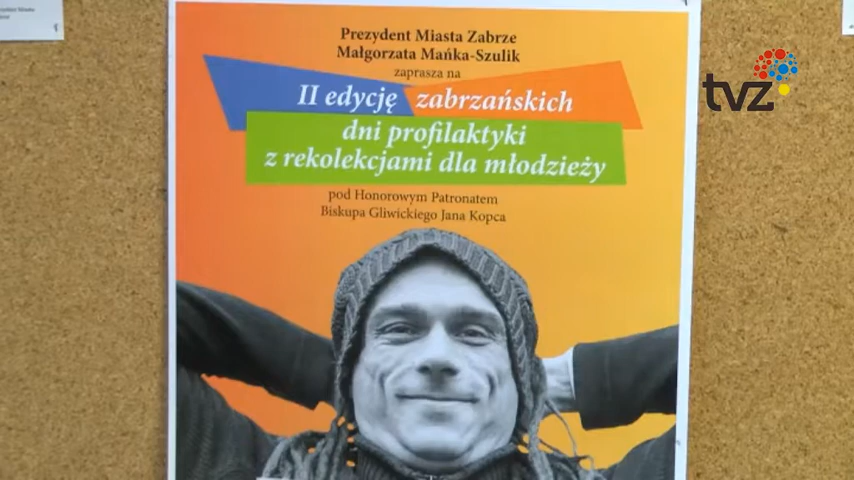 Prezydent Miasta Zabrze
Małgorzata Mańka-Szulik
zaprasza na
II edycję zabrzańskich
dni profilaktyki
z rekolekcjami dla młodzieży
pod Honorowym Patronatem
Biskupa Gliwickiego Jana Kopca
tvz